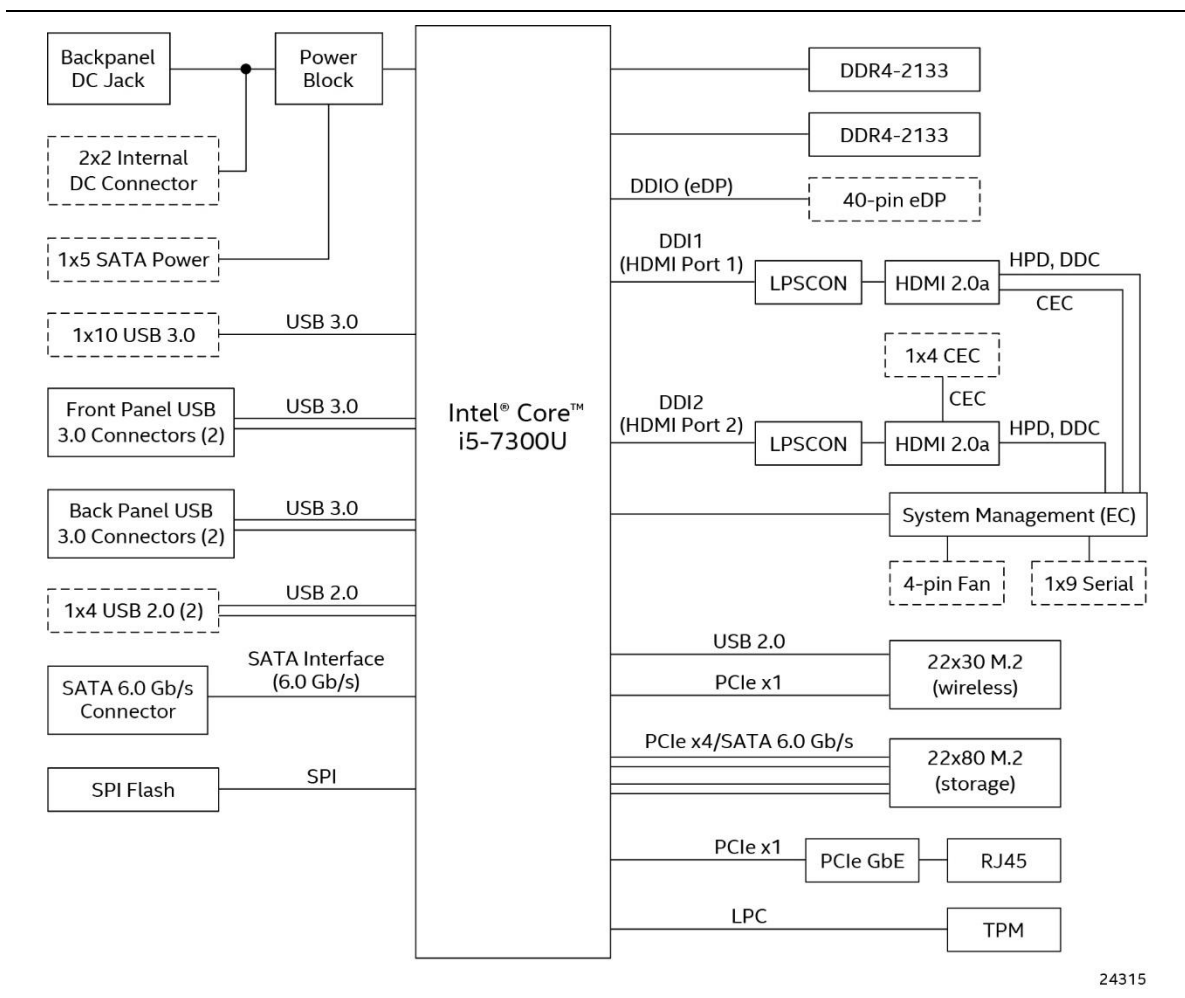 Backpanel
DC Jack
Power
Block
2x2 Internal
DC Connector
1x5 SATA Power
1x10 USB 3.0
USB 3.0
Front Panel USB
3.0 Connectors (2)
USB 3.0
Back Panel USB
3.0 Connectors (2)
USB 3.0
1x4 USB 2.0 (2)
USB 2.0
SATA 6.0 Gb/s
Connector
SATA Interface
(6.0 Gb/s)
SPI Flash
SPI
Intel® Core™
i5-7300U
DDR4-2133
DDR4-2133
DDIO (eDP)
40-pin eDP
DDI1
(HDMI Port 1)
LPSCON
HDMI 2.0a
HPD, DDC
CEC
1x4 CEC
CEC
DDI2
(HDMI Port 2)
LPSCON
HDMI 2.0a
HPD, DDC
System Management (EC)
4-pin Fan
1x9 Serial
USB 2.0
PCIe x1
22x30 M.2
(wireless)
PCIe x4/SATA 6.0 Gb/s
22x80 M.2
(storage)
PCIe x1
PCIe GbE
RJ45
LPC
TPM
24315